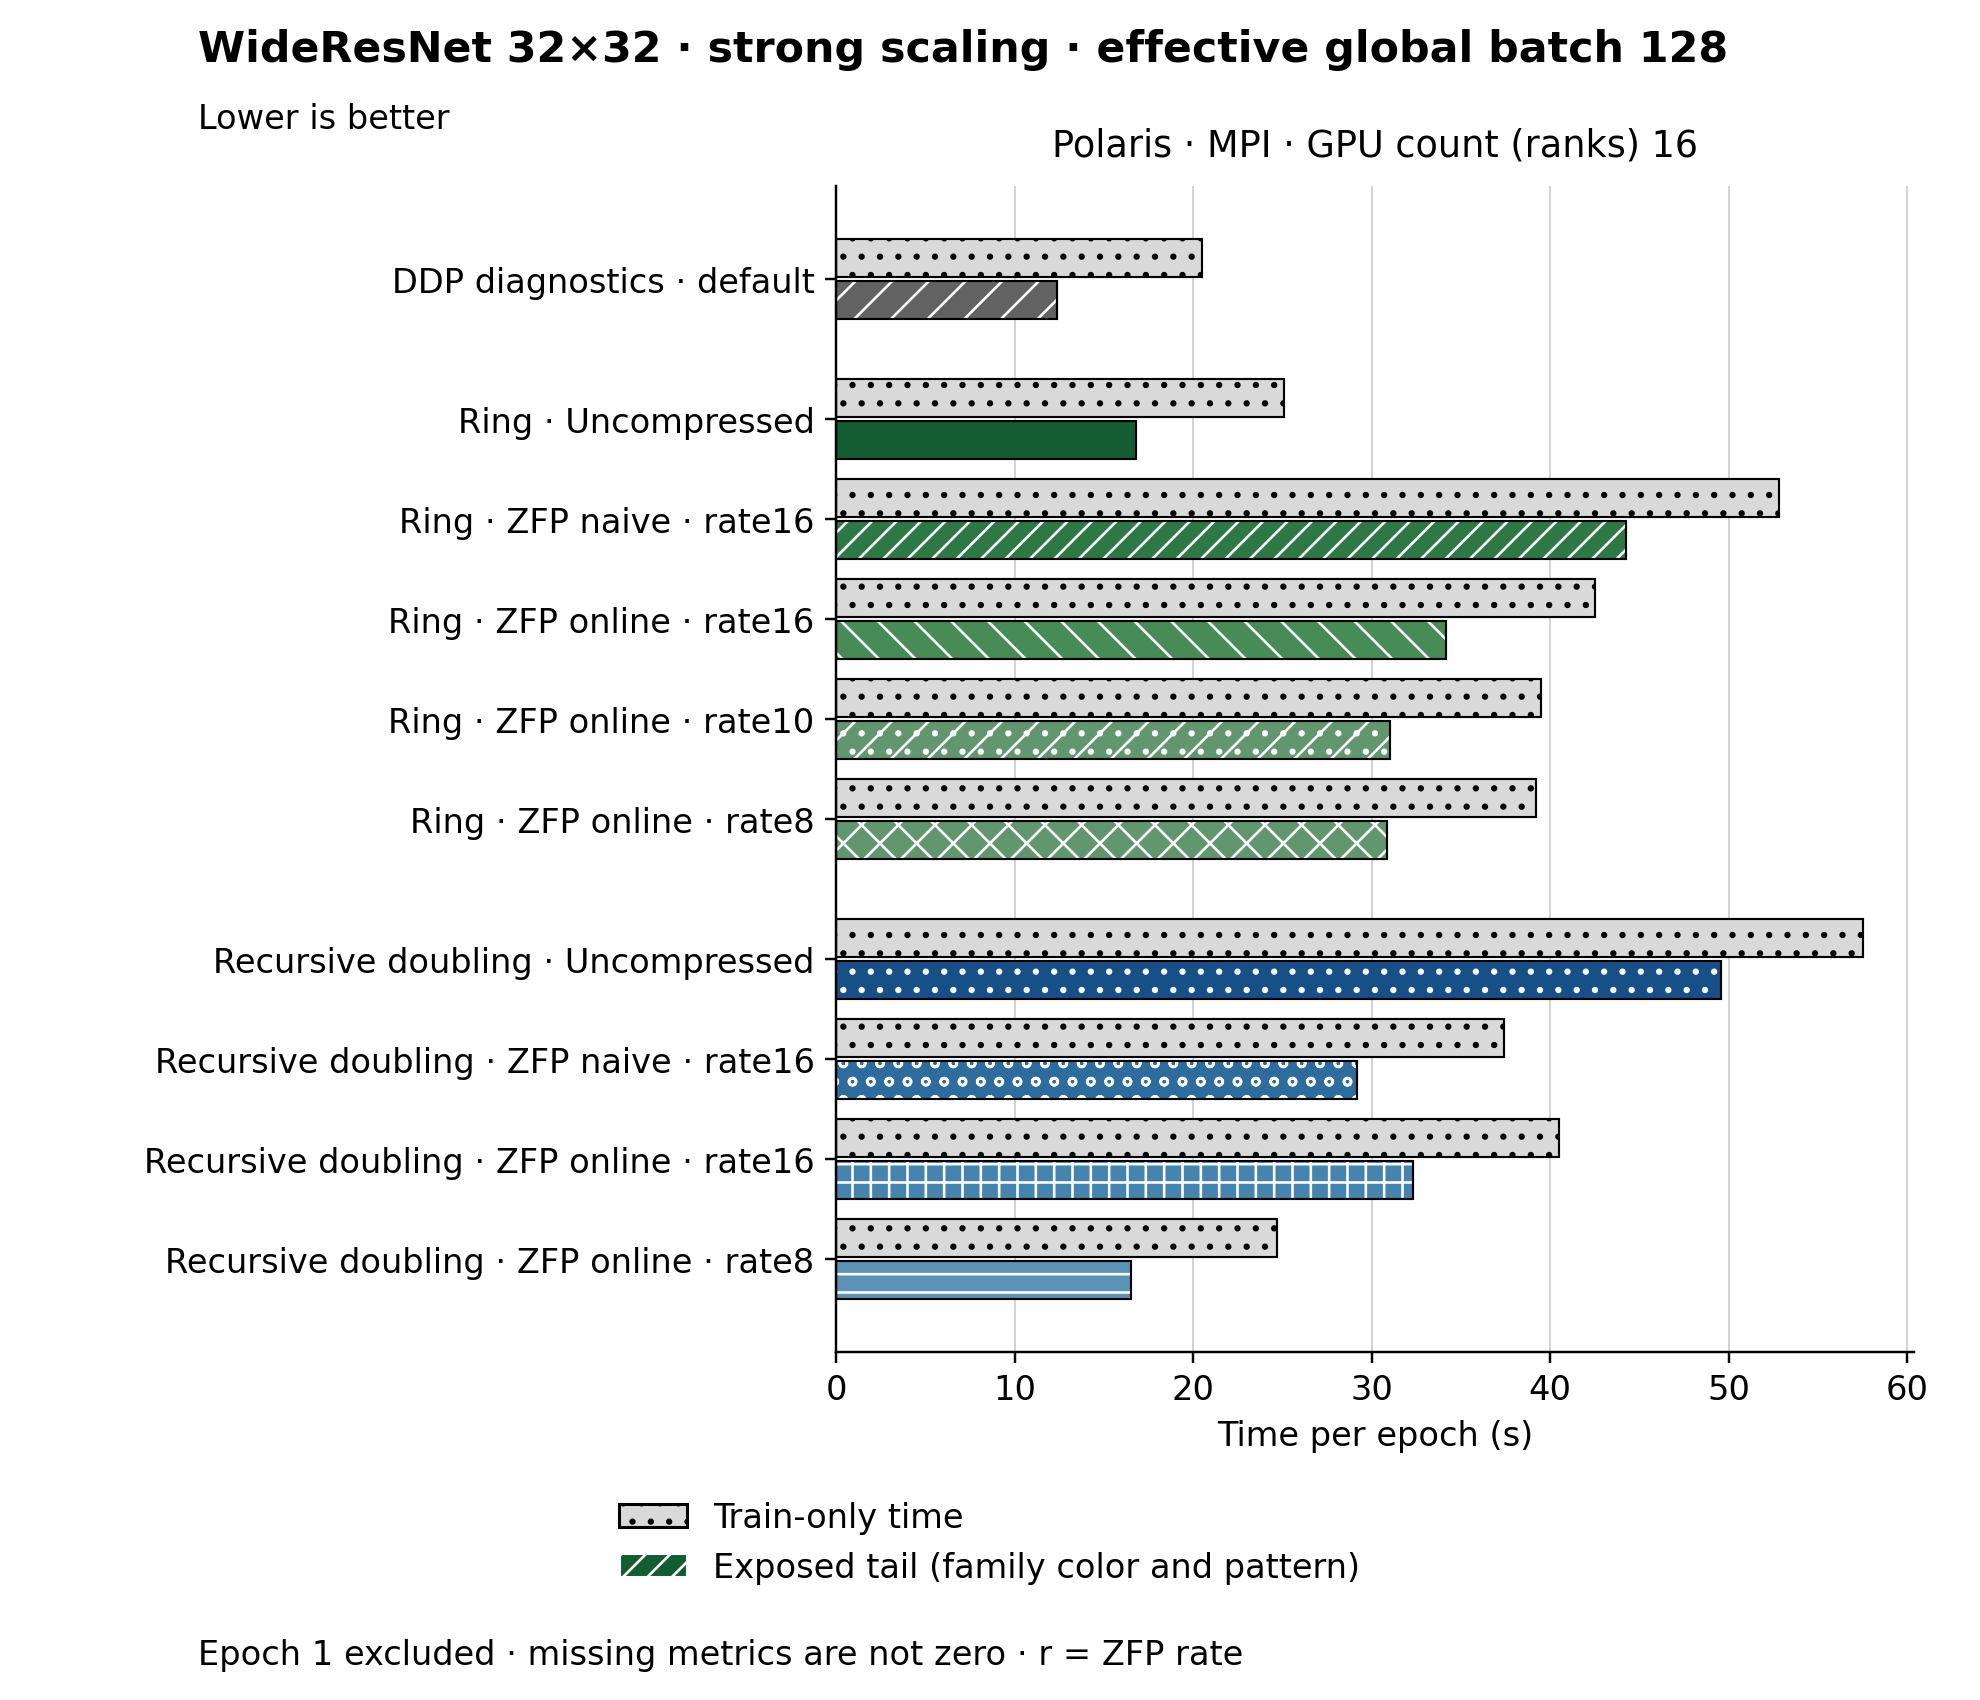 WideResNet 32×32 · strong scaling · effective global batch 128
Lower is better
Polaris · MPI · GPU count (ranks) 16
DDP diagnostics · default
Ring · Uncompressed
Ring · ZFP naive · rate16
Ring · ZFP online · rate16
Ring · ZFP online · rate10
Ring · ZFP online · rate8
Recursive doubling · Uncompressed
Recursive doubling · ZFP naive · rate16
Recursive doubling · ZFP online · rate16
Recursive doubling · ZFP online · rate8
0 10 20 30 40 50 60
Time per epoch (s)
Train-only time
Exposed tail (family color and pattern)
Epoch 1 excluded · missing metrics are not zero · r = ZFP rate